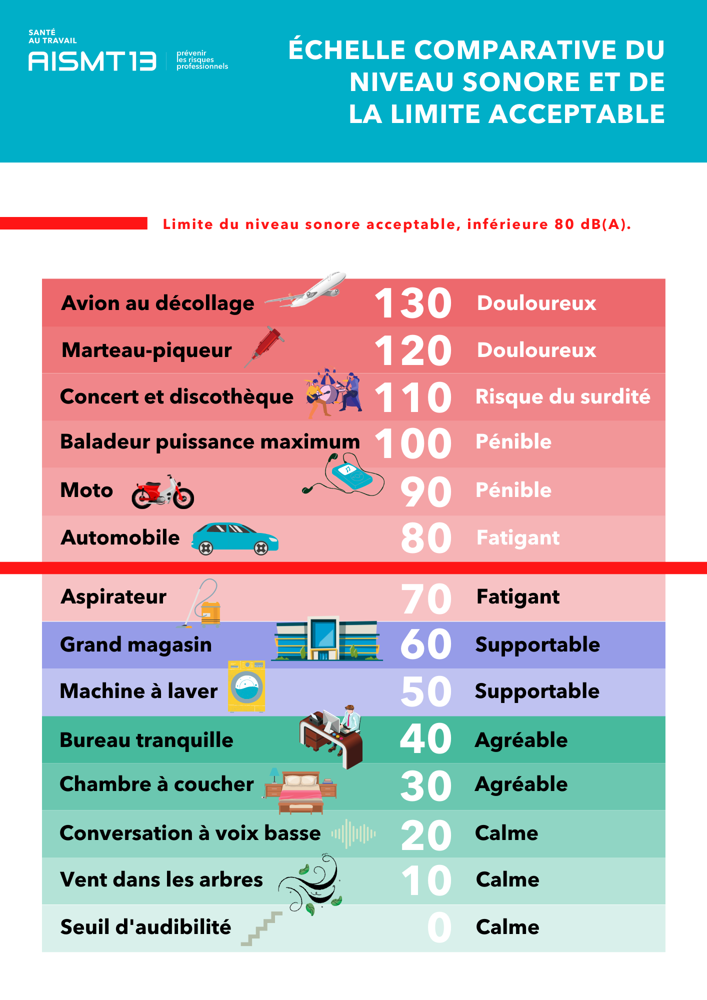 SANTÉ
AU TRAVAIL
AISMT 13
prévenir
les risques
professionnels
ÉCHELLE COMPARATIVE DU
NIVEAU SONORE ET DE
LA LIMITE ACCEPTABLE
Limite du niveau sonore acceptable, inférieure 80 dB(A).
Avion au décollage 130 Douloureux
Marteau-piqueur 120 Douloureux
Concert et discothèque 110 Risque du surdité
Baladeur puissance maximum 100 Pénible
Moto 90 Pénible
Automobile 80 Fatigant
Aspirateur 70 Fatigant
Grand magasin 60 Supportable
Machine à laver 50 Supportable
Bureau tranquille 40 Agréable
Chambre à coucher 30 Agréable
Conversation à voix basse 20 Calme
Vent dans les arbres 10 Calme
Seuil d'audibilité 0 Calme